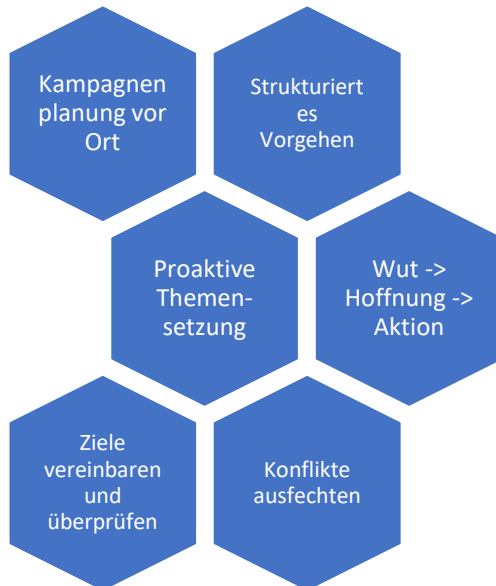 Kampagnen
planung vor
Ort
Strukturiert
es
Vorgehen
Proaktive
Themen-
setzung
Wut ->
Hoffnung ->
Aktion
Ziele
vereinbaren
und
überprüfen
Konflikte
ausfechten